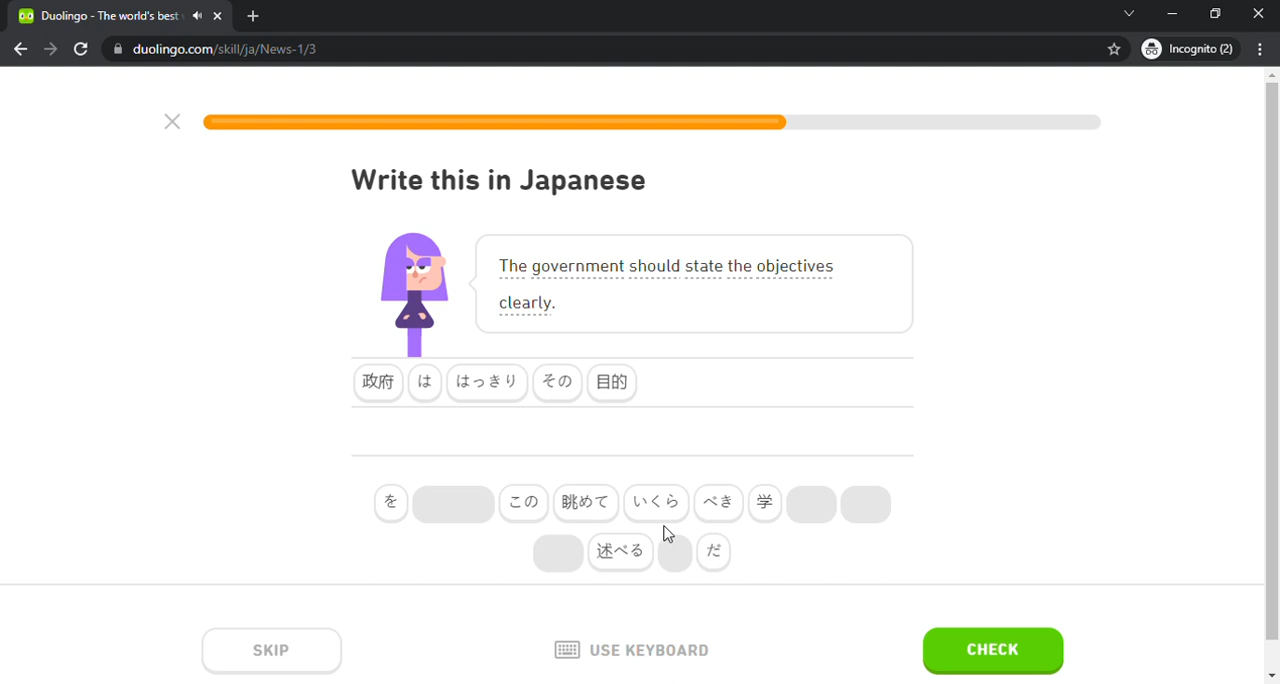 Duolingo - The world's best
duolingo.com/skill/ja/News-1/3
Incognito (2)
Write this in Japanese
The government should state the objectives
clearly.
政府 は はっきり その 目的
を この 眺めて いくら べき 学
述べる だ
SKIP
USE KEYBOARD
CHECK